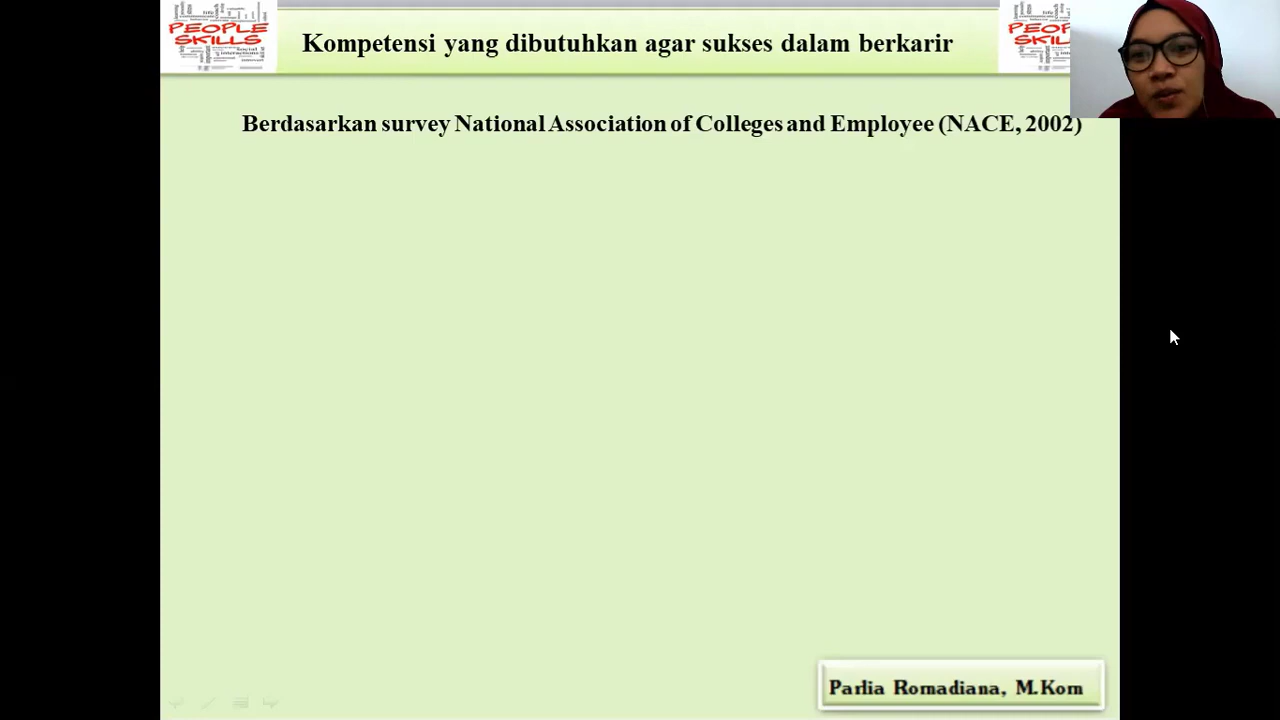 PEOPLE
SKILLS
Kompetensi yang dibutuhkan agar sukses dalam berkarir
PEOP
SKIL
Berdasarkan survey National Association of Colleges and Employee (NACE, 2002)
Parlia Romadiana, M.Kom